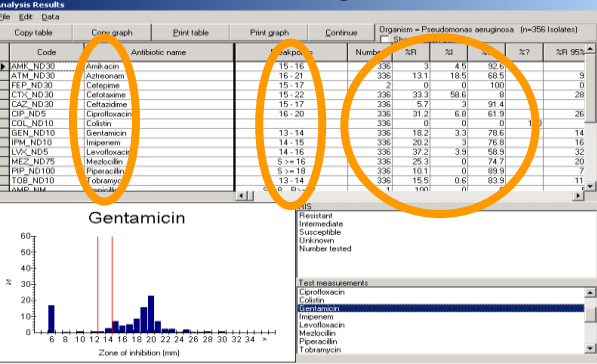 Analysis Results
File Edit Data
Copy table Copy graph Print table Print graph Continue Organism = Pseudomonas aeruginosa (n=356 Isolates)
Code Antibiotic name Breakpoints Number %R %I %S %? %R 95%
AMK_ND30 Amikacin 15 - 16 336 3 4.5 92.6
ATM_ND30 Aztreonam 16 - 21 336 13.1 18.5 68.5 9
FEP_ND30 Cefepime 15 - 17 2 0 0 100 0
CTX_ND30 Cefotaxime 15 - 22 336 33.3 58.6 8 28
CAZ_ND30 Ceftazidime 15 - 17 336 5.7 3 91.4
CIP_ND5 Ciprofloxacin 16 - 20 336 31.2 6.8 61.9 26
COL_ND10 Colistin 336 0 0 0
GEN_ND10 Gentamicin 13 - 14 336 18.2 3.3 78.6 14
IPM_ND10 Imipenem 14 - 15 336 20.2 3 76.8 16
LVX_ND5 Levofloxacin 14 - 16 336 37.2 3.9 58.9 32
MEZ_ND75 Mezlocillin S >= 16 336 25.3 0 74.7 20
PIP_ND100 Piperacillin S >= 18 336 10.1 0 89.9 7
TOB_ND10 Tobramycin 13 - 14 336 15.5 0.6 83.9 11
AMP_NM 100
RIS
Resistant
Intermediate
Susceptible
Unknown
Number tested
Gentamicin
60
50
40
30
20
10
0
%
6 8 10 12 14 16 18 20 22 24 26 28 30 32 34 >
Zone of inhibition (mm)
Test measurements
Ciprofloxacin
Colistin
Gentamicin
Imipenem
Levofloxacin
Mezlocillin
Piperacillin
Tobramycin